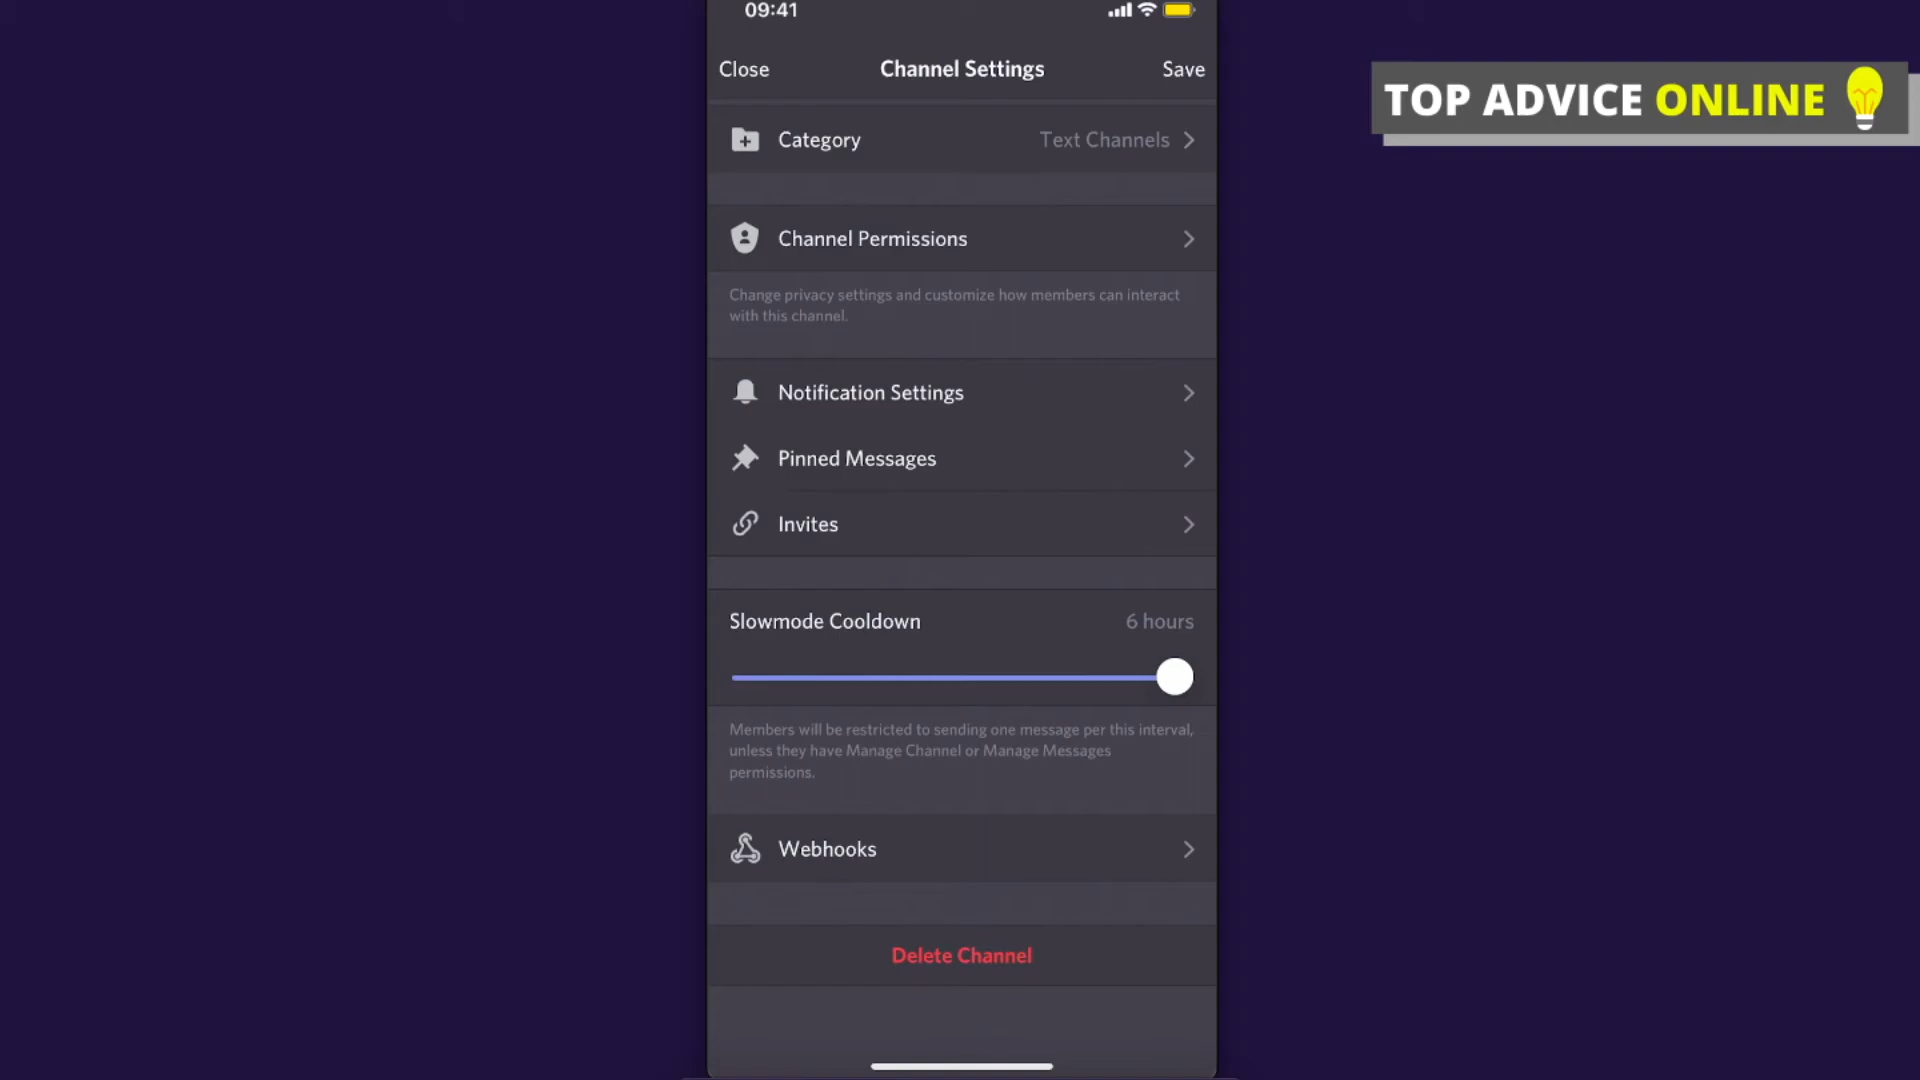 09:41
Close
Channel Settings
Save
TOP ADVICE ONLINE
Category
Text Channels
Channel Permissions
Change privacy settings and customize how members can interact
with this channel.
Notification Settings
Pinned Messages
Invites
Slowmode Cooldown
6 hours
Members will be restricted to sending one message per this interval,
unless they have Manage Channel or Manage Messages
permissions.
Webhooks
Delete Channel